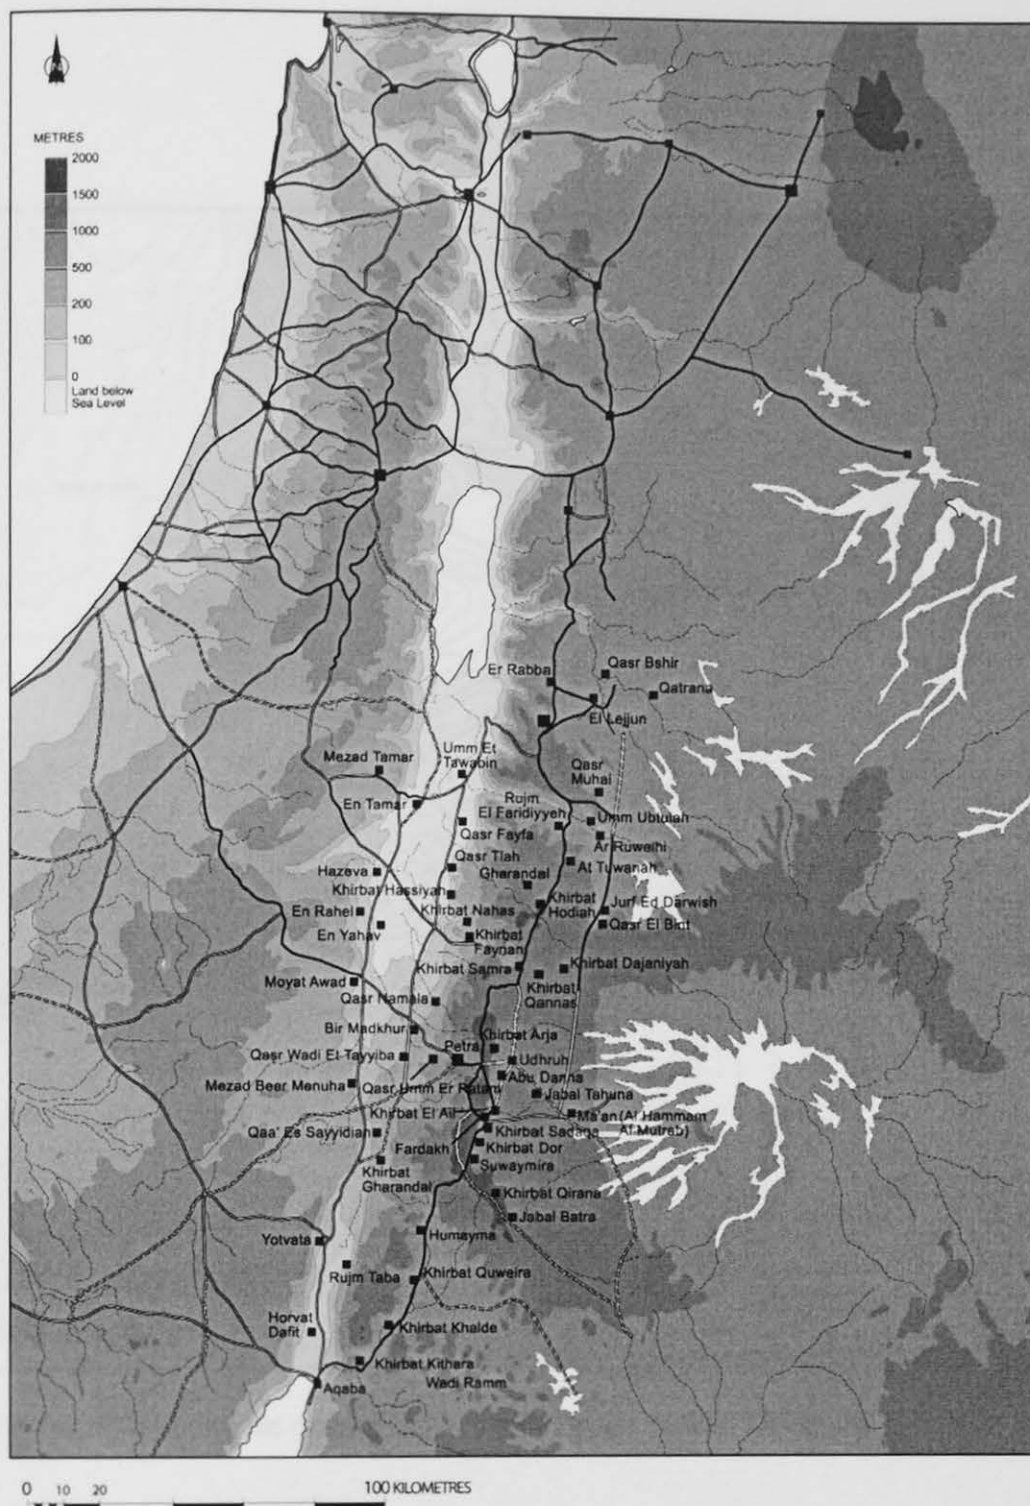 METRES
2000
1500
1000
500
200
100
0
Land below
Sea Level
Er Rabba
Qasr Bshir
Qatrana
El Lejjun
Mezad Tamar
Umm Et
Tawabin
Qasr
Muhai
En Tamar
Rujm
El Faridiyyeh
Umm Ubtulah
Qasr Fayfa
Ar Ruweihi
Qasr Tlah
At Tuwanah
Hazeva
Gharandal
Khirbat Hassiyah
Khirbat
Hodiah
Jurf Ed Darwish
En Rahel
Khirbat Nahas
Qasr El Bint
En Yahav
Khirbat
Faynan
Khirbat Samra
Khirbat Dajaniyah
Moyat Awad
Khirbat
Qannas
Qasr Namala
Bir Madkhur
Khirbat Arja
Petra
Qasr Wadi Et Tayyiba
Udhruh
Abu Danna
Mezad Beer Menuha
Qasr Umm Er Ratam
Jabal Tahuna
Khirbat El Ail
Ma'an (Al Hammam
Al Mutrab)
Qaa' Es Sayyidian
Khirbat Sadaqa
Fardakh
Khirbat Dor
Khirbat
Gharandal
Suwaymira
Khirbat Qirana
Jabal Batra
Yotvata
Humayma
Rujm Taba
Khirbat Quweira
Horvat
Dafit
Khirbat Khalde
Khirbat Kithara
Wadi Ramm
Aqaba
0 10 20 100 KILOMETRES